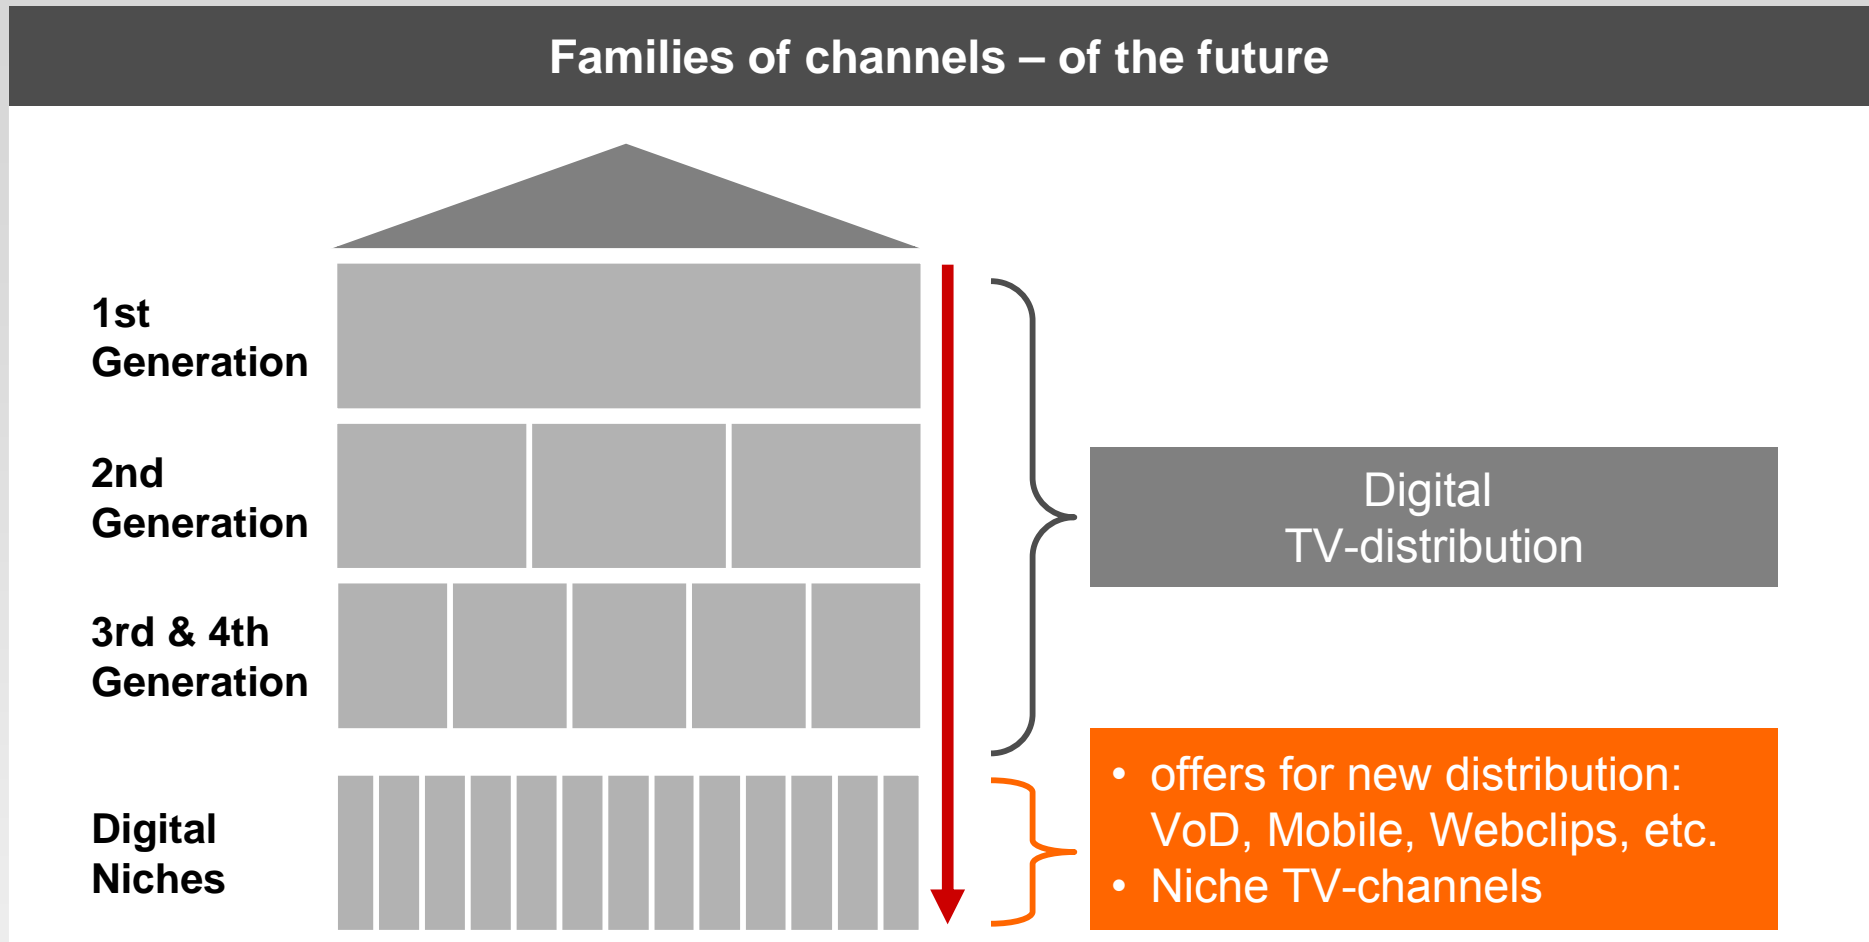 Families of channels – of the future
1st
Generation
2nd
Generation
3rd & 4th
Generation
Digital
Niches
Digital
TV-distribution
• offers for new distribution:
VoD, Mobile, Webclips, etc.
• Niche TV-channels